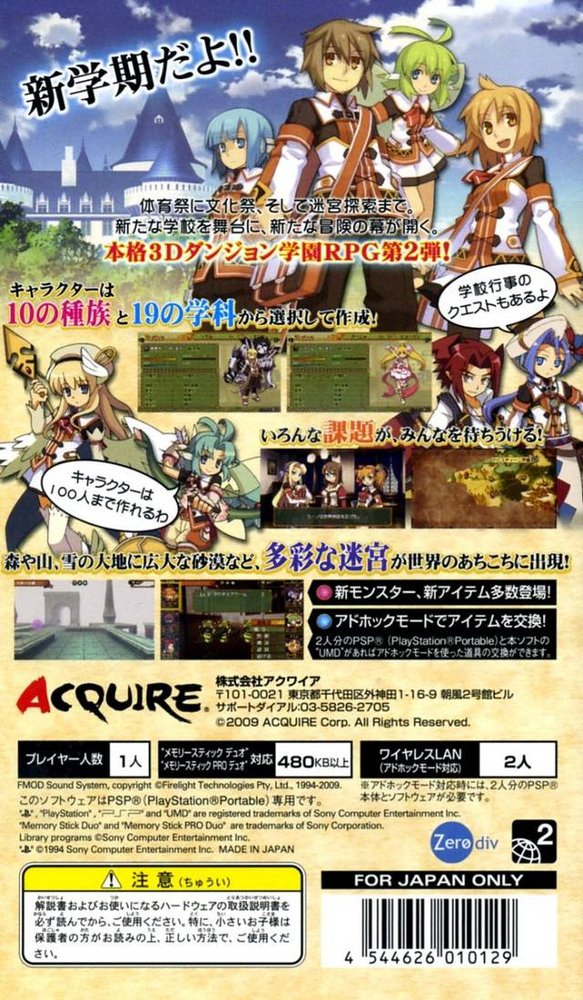 新学期だよ!!
体育祭に文化祭、そして迷宮探索まで。
新たな学校を舞台に、新たな冒険の幕が開く。
本格3Dダンジョン学園RPG第2弾!
キャラクターは
10の種族と19の学科から選択して作成!
学校行事の
クエストもあるよ
いろんな課題が、みんなを待ちうける!
キャラクターは
100人まで作れるわ
森や山、雪の大地に広大な砂漠など、多彩な迷宮が世界のあちこちに出現!
新モンスター、新アイテム多数登場!
アドホックモードでアイテムを交換!
2人分のPSP® (PlayStation®Portable) と本ソフトの
"UMD"があればアドホックモードを使った道具の交換ができます。
ACQUIRE®
株式会社アクワイア
〒101-0021 東京都千代田区外神田1-16-9 朝風2号館ビル
サポートダイアル:03-5826-2705
©2009 ACQUIRE Corp. All Rights Reserved.
プレイヤー人数 1人
"メモリースティック デュオ"
"メモリースティック PRO デュオ" 対応 480KB以上
ワイヤレスLAN
(アドホックモード対応) 2人
FMOD Sound System, copyright ©Firelight Technologies Pty, Ltd., 1994-2009.
※アドホックモード対応時には、2人分のPSP®
本体とソフトウェアが必要です。
このソフトウェアはPSP® (PlayStation®Portable) 専用です。
", "PlayStation", "PSP" and "UMD" are registered trademarks of Sony Computer Entertainment Inc.
"Memory Stick Duo" and "Memory Stick PRO Duo" are trademarks of Sony Corporation.
Library programs ©Sony Computer Entertainment Inc.
" ©1994 Sony Computer Entertainment Inc. MADE IN JAPAN
Zero div
2
注意(ちゅうい)
解説書およびお使いになるハードウェアの取扱説明書を
必ず読んでから、ご使用ください。特に、小さいお子様は
保護者の方がお読みの上、正しい方法で、ご使用ください。
FOR JAPAN ONLY
4 544626 010129